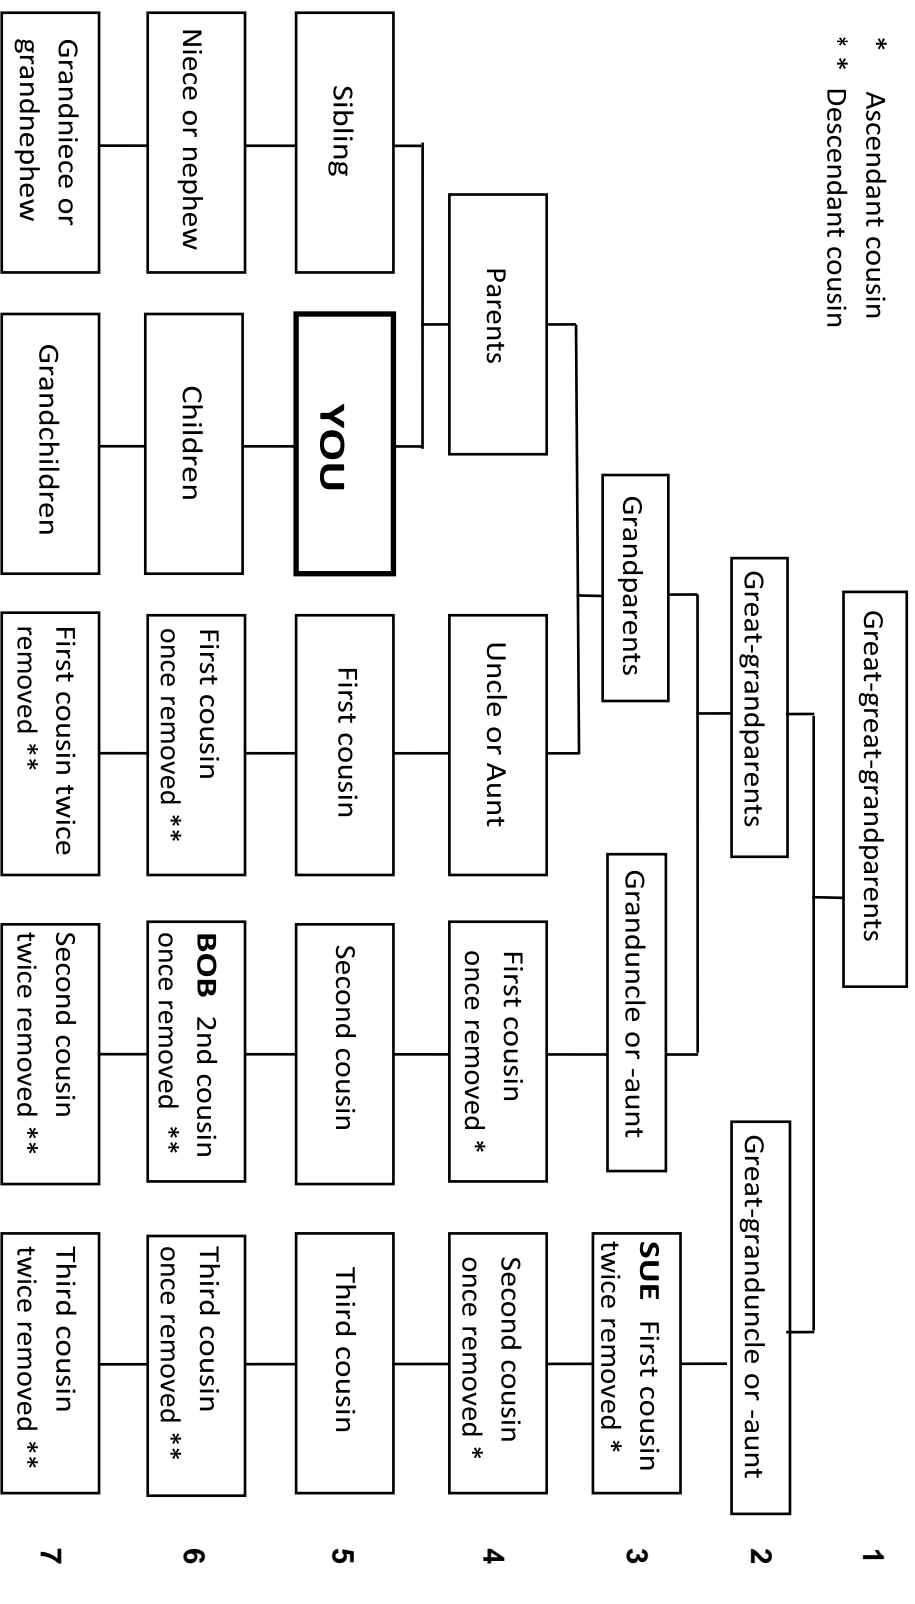 * Ascendant cousin
* * Descendant cousin
Great-great-grandparents
1
Great-grandparents
Great-granduncle or -aunt
2
Grandparents
Granduncle or -aunt
SUE First cousin
twice removed *
3
Parents
Uncle or Aunt
First cousin
once removed *
Second cousin
once removed *
4
Sibling
YOU
First cousin
Second cousin
Third cousin
5
Niece or nephew
Children
First cousin
once removed **
BOB 2nd cousin
once removed **
Third cousin
once removed **
6
Grandniece or
grandnephew
Grandchildren
First cousin twice
removed **
Second cousin
twice removed **
Third cousin
twice removed **
7